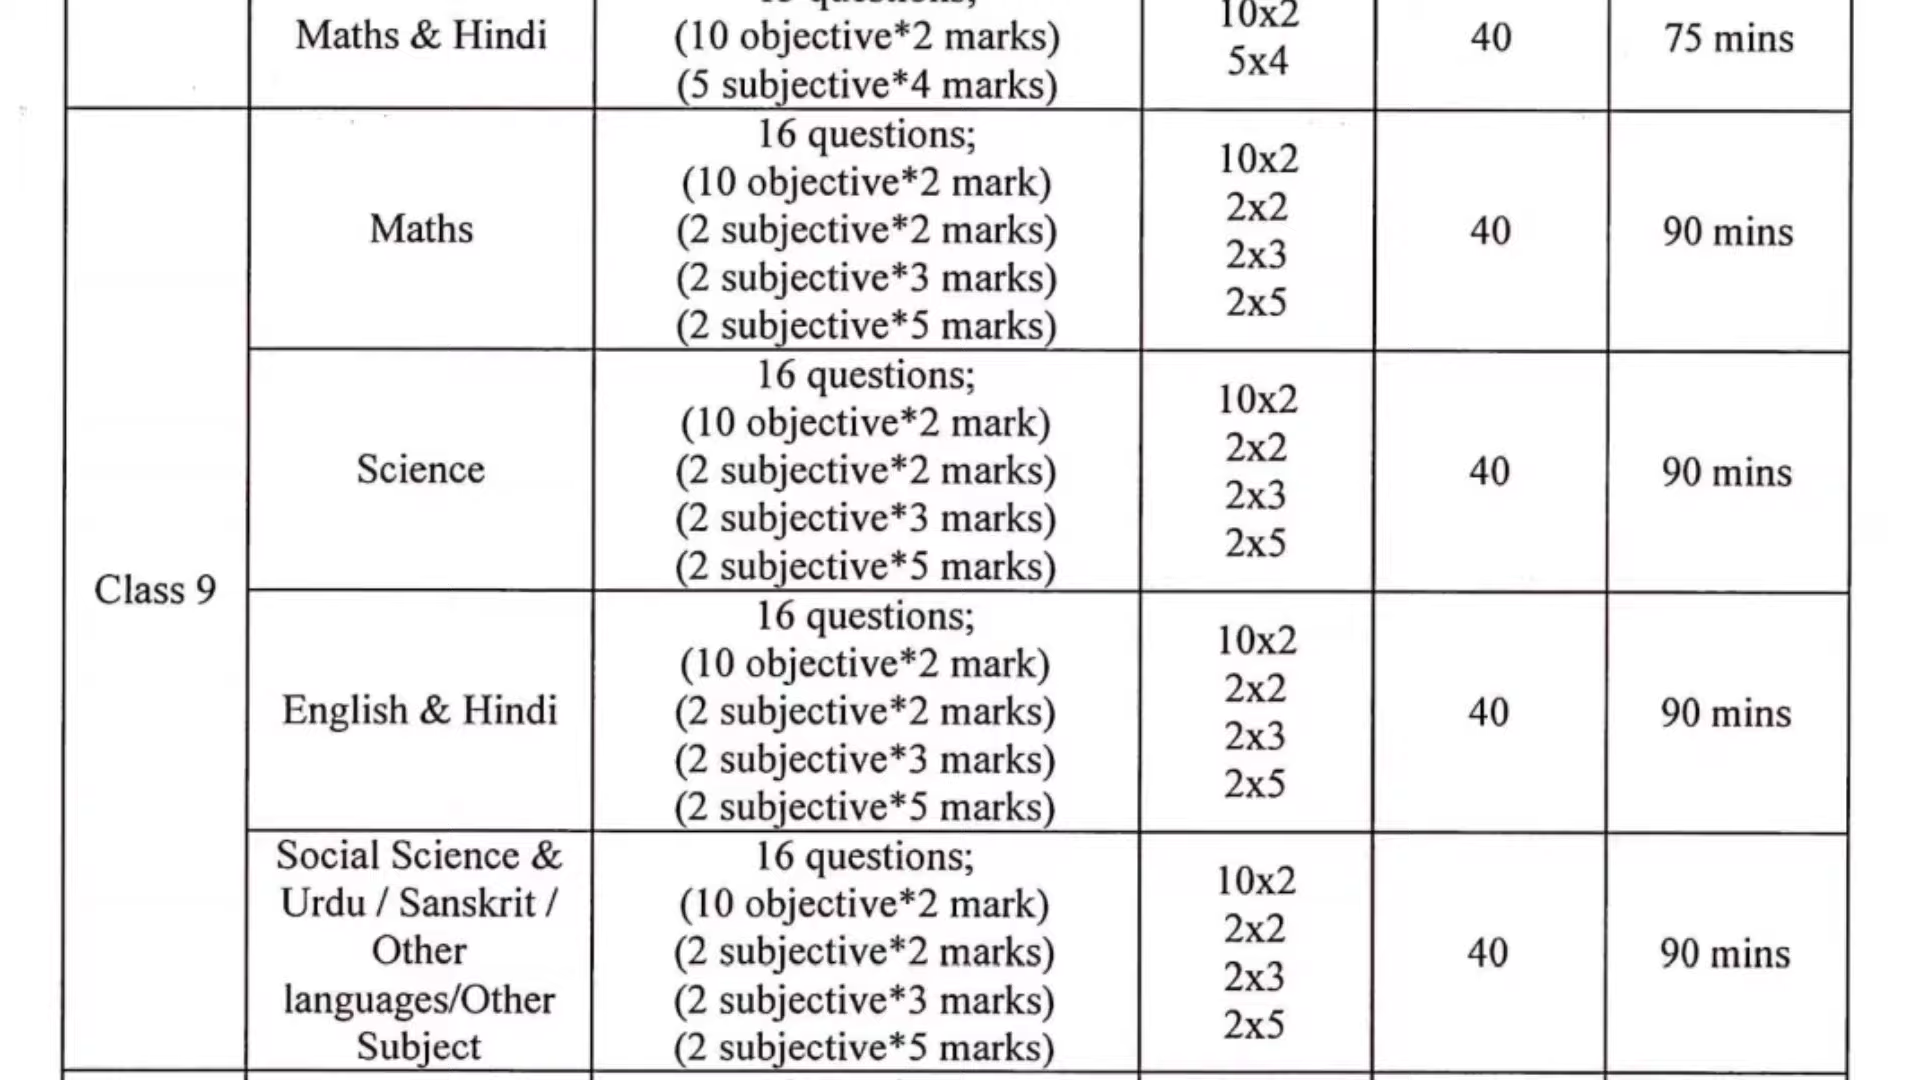 Maths & Hindi
questions;
(10 objective*2 marks)
(5 subjective*4 marks)
10x2
5x4
40
75 mins
Class 9
Maths
16 questions;
(10 objective*2 mark)
(2 subjective*2 marks)
(2 subjective*3 marks)
(2 subjective*5 marks)
10x2
2x2
2x3
2x5
40
90 mins
Science
16 questions;
(10 objective*2 mark)
(2 subjective*2 marks)
(2 subjective*3 marks)
(2 subjective*5 marks)
10x2
2x2
2x3
2x5
40
90 mins
English & Hindi
16 questions;
(10 objective*2 mark)
(2 subjective*2 marks)
(2 subjective*3 marks)
(2 subjective*5 marks)
10x2
2x2
2x3
2x5
40
90 mins
Social Science &
Urdu / Sanskrit /
Other
languages/Other
Subject
16 questions;
(10 objective*2 mark)
(2 subjective*2 marks)
(2 subjective*3 marks)
(2 subjective*5 marks)
10x2
2x2
2x3
2x5
40
90 mins